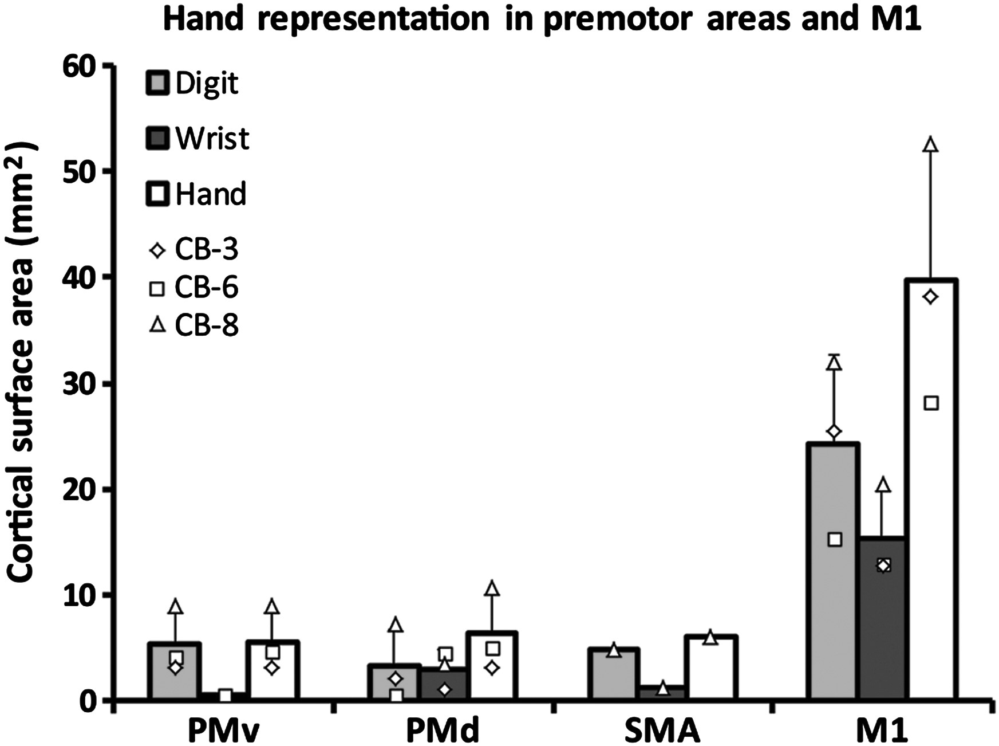 Hand representation in premotor areas and M1
Cortical surface area (mm²)
60
50
40
30
20
10
0
Digit
Wrist
Hand
CB-3
CB-6
CB-8
PMv
PMd
SMA
M1